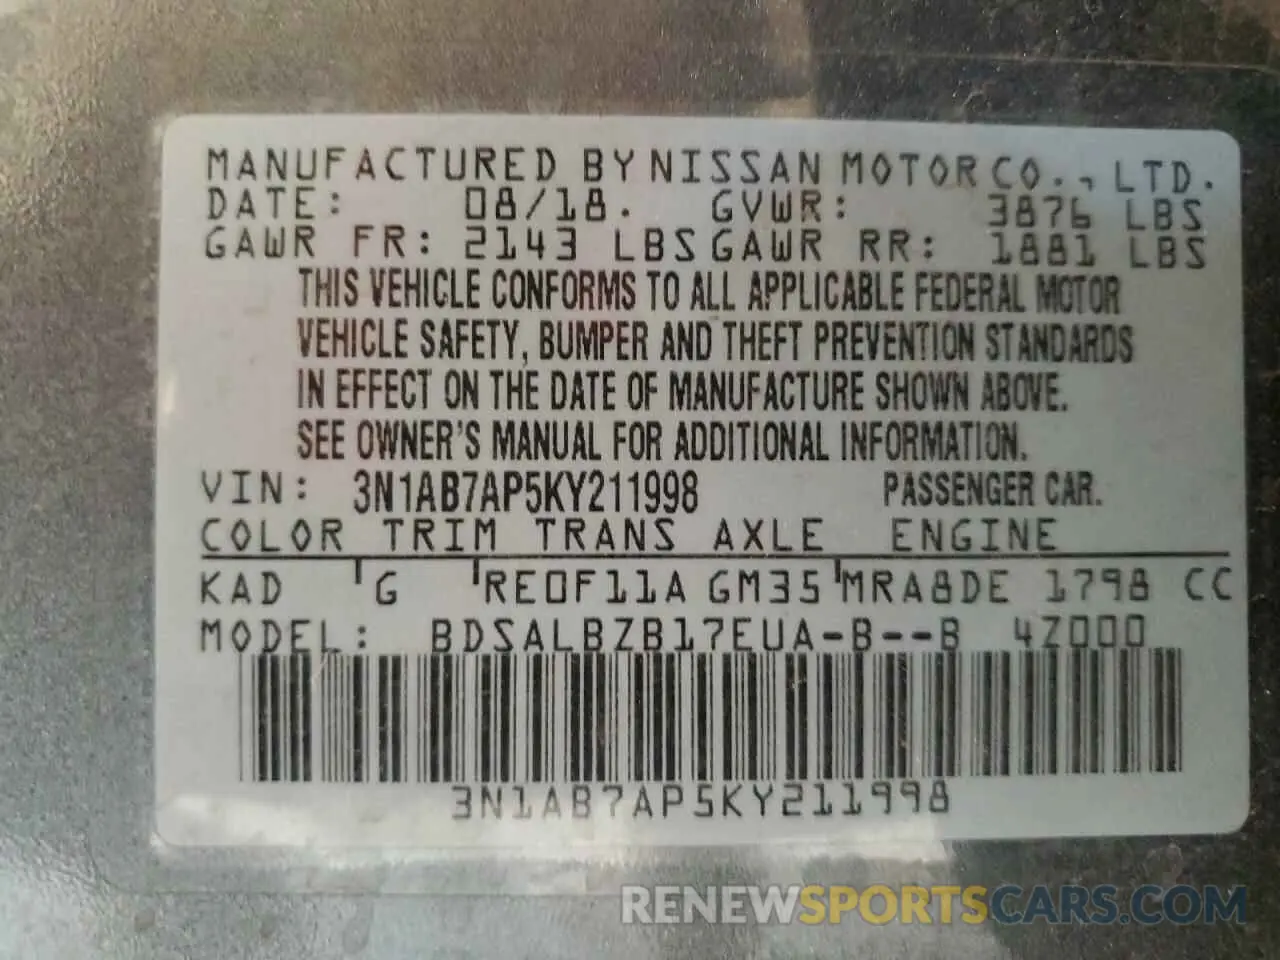 MANUFACTURED BY NISSAN MOTOR CO., LTD.
DATE: 08/18. GVWR: 3876 LBS
GAWR FR: 2143 LBS GAWR RR: 1881 LBS
THIS VEHICLE CONFORMS TO ALL APPLICABLE FEDERAL MOTOR
VEHICLE SAFETY, BUMPER AND THEFT PREVENTION STANDARDS
IN EFFECT ON THE DATE OF MANUFACTURE SHOWN ABOVE.
SEE OWNER'S MANUAL FOR ADDITIONAL INFORMATION.
VIN: 3N1AB7AP5KY211998 PASSENGER CAR.
COLOR TRIM TRANS AXLE ENGINE
KAD G RE0F11A GM35 MRA8DE 1798 CC
MODEL: BDSALBZB17EUA-B--B 4Z000
3N1AB7AP5KY211998
RENEWSPORTSCARS.COM